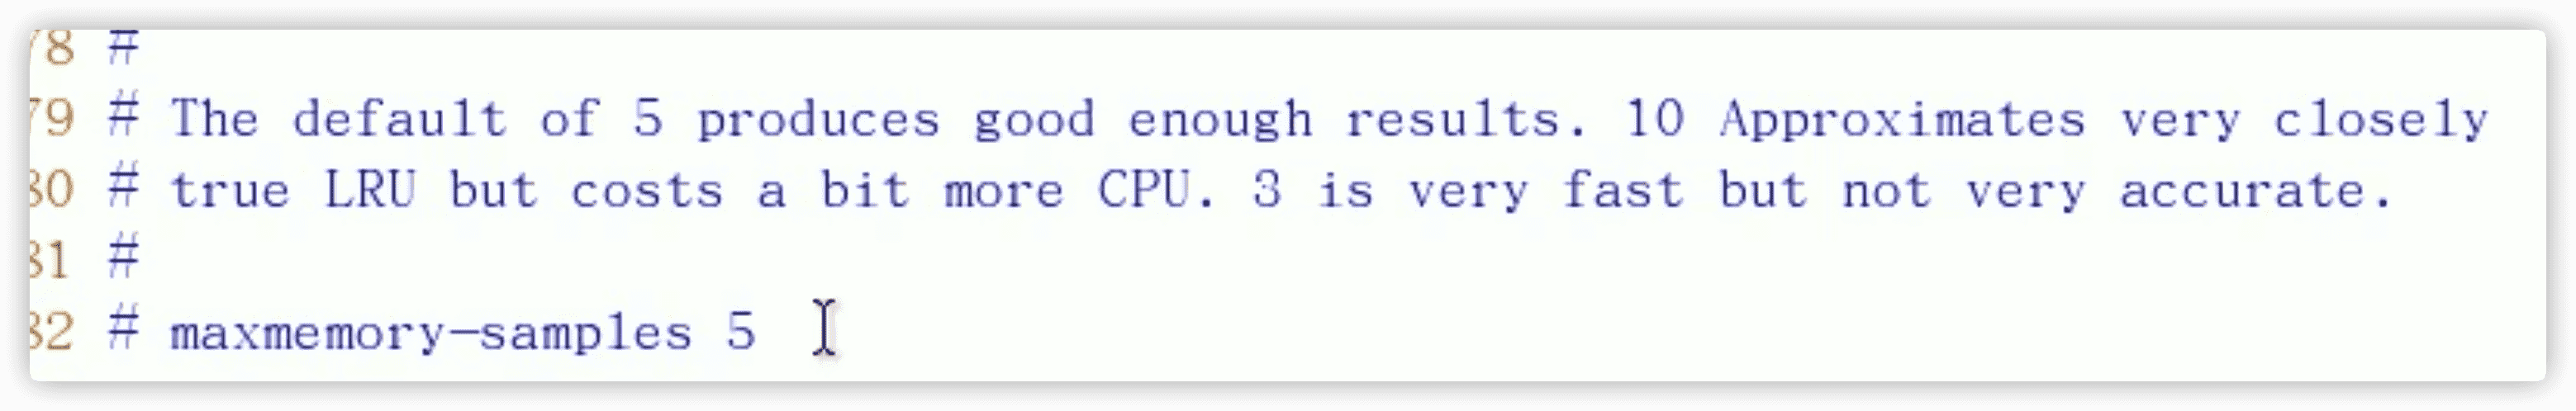 78 #
79 # The default of 5 produces good enough results. 10 Approximates very closely
80 # true LRU but costs a bit more CPU. 3 is very fast but not very accurate.
81 #
82 # maxmemory-samples 5